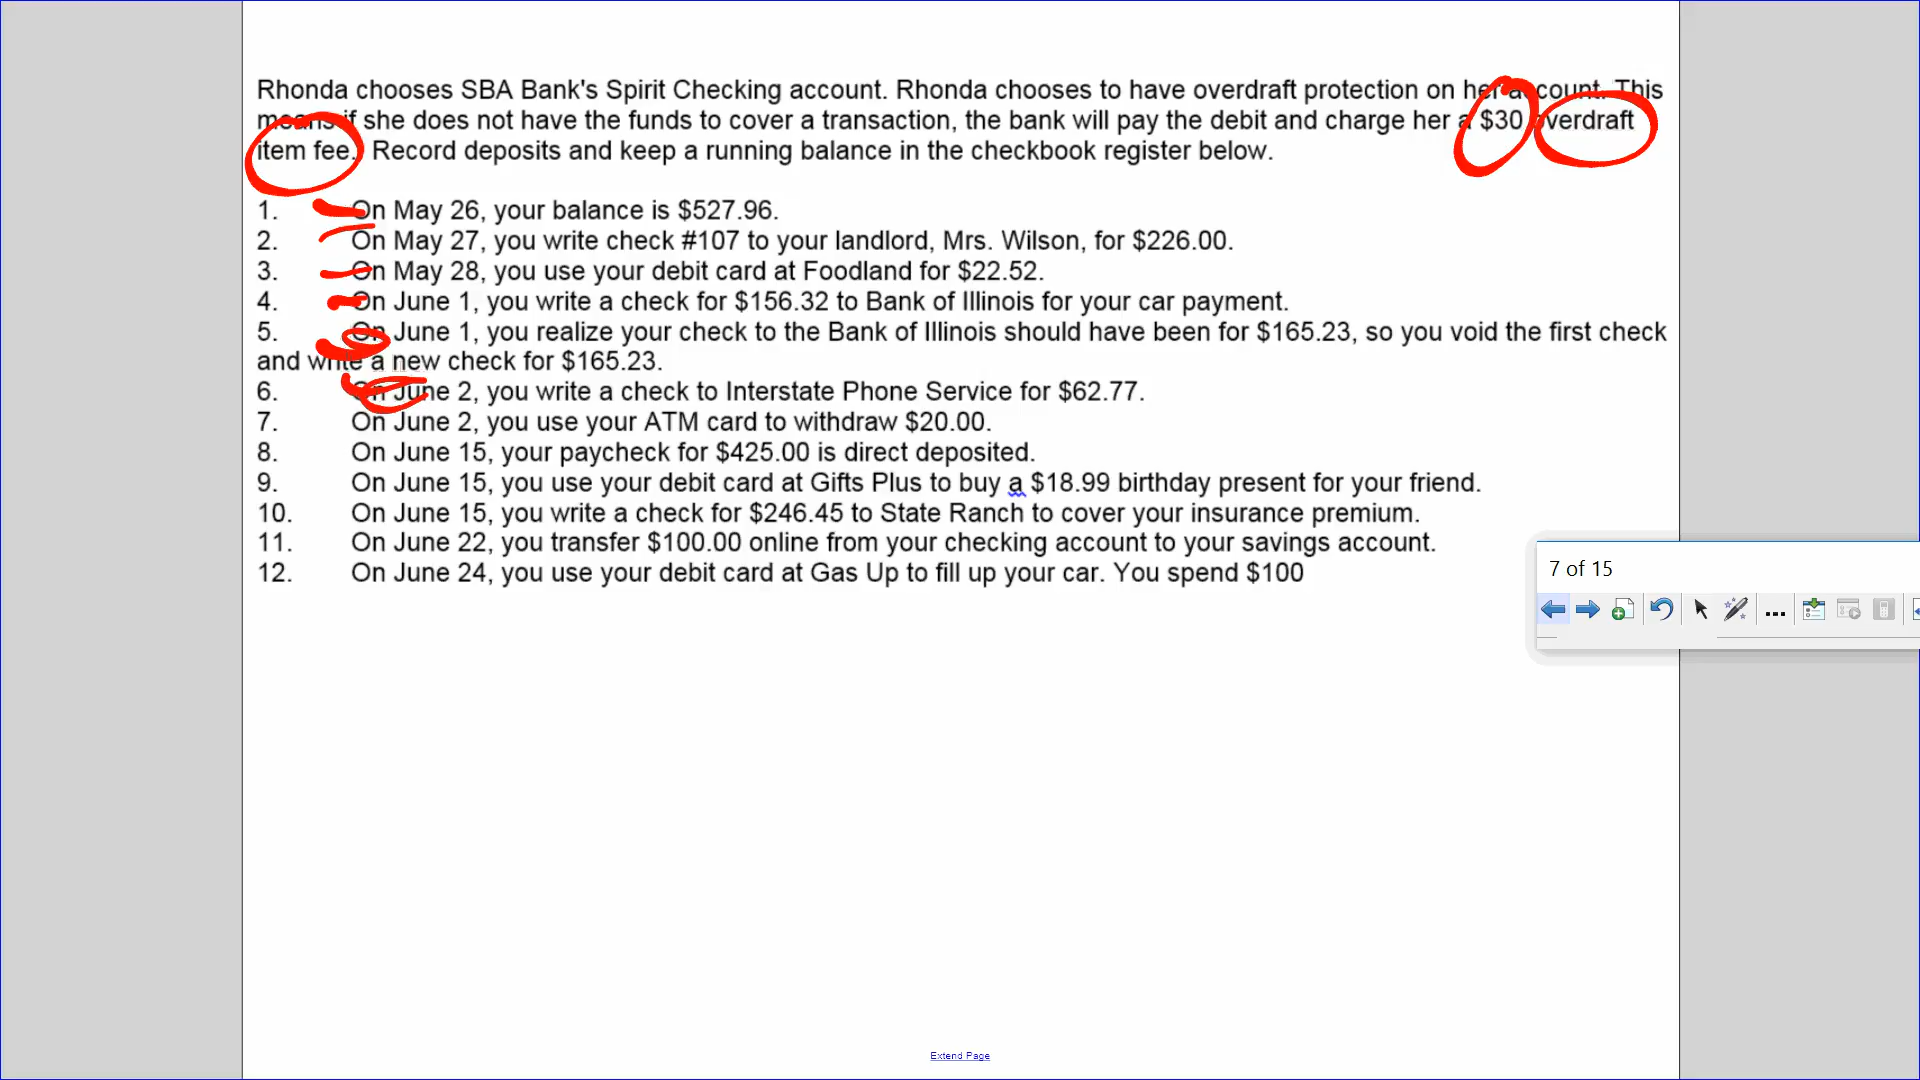 Rhonda chooses SBA Bank's Spirit Checking account. Rhonda chooses to have overdraft protection on her account. This
means if she does not have the funds to cover a transaction, the bank will pay the debit and charge her a $30 overdraft
item fee. Record deposits and keep a running balance in the checkbook register below.
1. On May 26, your balance is $527.96.
2. On May 27, you write check #107 to your landlord, Mrs. Wilson, for $226.00.
3. On May 28, you use your debit card at Foodland for $22.52.
4. On June 1, you write a check for $156.32 to Bank of Illinois for your car payment.
5. On June 1, you realize your check to the Bank of Illinois should have been for $165.23, so you void the first check
and write a new check for $165.23.
6. On June 2, you write a check to Interstate Phone Service for $62.77.
7. On June 2, you use your ATM card to withdraw $20.00.
8. On June 15, your paycheck for $425.00 is direct deposited.
9. On June 15, you use your debit card at Gifts Plus to buy a $18.99 birthday present for your friend.
10. On June 15, you write a check for $246.45 to State Ranch to cover your insurance premium.
11. On June 22, you transfer $100.00 online from your checking account to your savings account.
12. On June 24, you use your debit card at Gas Up to fill up your car. You spend $100
7 of 15
Extend Page